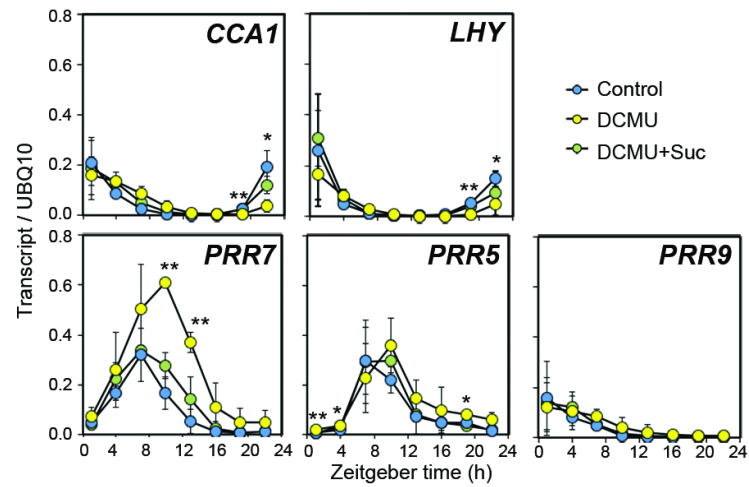 CCA1
LHY
Control
DCMU
DCMU+Suc
0.8
0.6
0.4
0.2
0.0
**
*
**
*
Transcript / UBQ10
PRR7
PRR5
PRR9
0.8
0.6
0.4
0.2
0.0
**
**
**
*
*
0 4 8 12 16 20 24
0 4 8 12 16 20 24
0 4 8 12 16 20 24
Zeitgeber time (h)